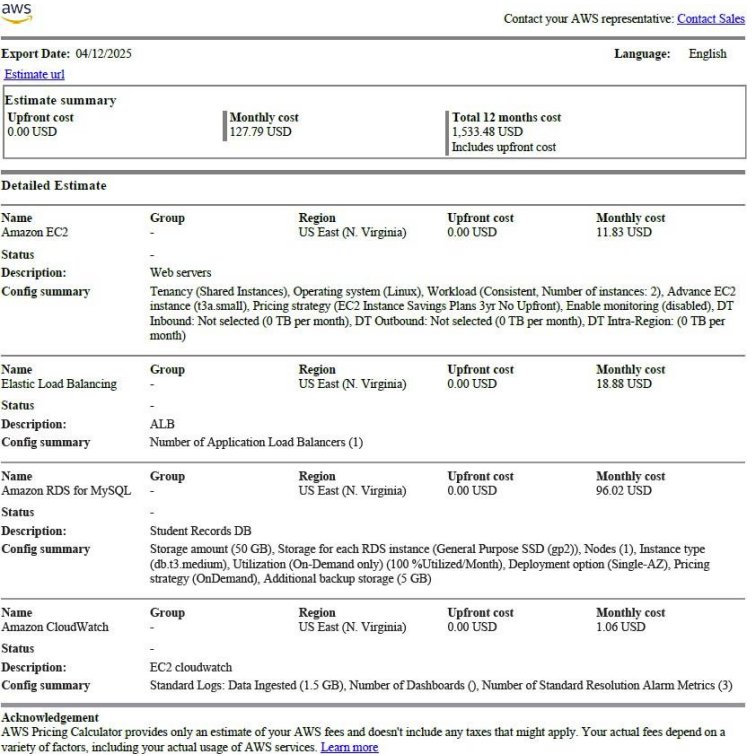 aws
Contact your AWS representative: Contact Sales
Export Date: 04/12/2025 Language: English
Estimate url
Estimate summary
Upfront cost Monthly cost Total 12 months cost
0.00 USD 127.79 USD 1,533.48 USD
Includes upfront cost
Detailed Estimate
Name Group Region Upfront cost Monthly cost
Amazon EC2 - US East (N. Virginia) 0.00 USD 11.83 USD
Status -
Description: Web servers
Config summary Tenancy (Shared Instances), Operating system (Linux), Workload (Consistent, Number of instances: 2), Advance EC2
instance (t3a.small), Pricing strategy (EC2 Instance Savings Plans 3yr No Upfront), Enable monitoring (disabled), DT
Inbound: Not selected (0 TB per month), DT Outbound: Not selected (0 TB per month), DT Intra-Region: (0 TB per
month)
Name Group Region Upfront cost Monthly cost
Elastic Load Balancing - US East (N. Virginia) 0.00 USD 18.88 USD
Status -
Description: ALB
Config summary Number of Application Load Balancers (1)
Name Group Region Upfront cost Monthly cost
Amazon RDS for MySQL - US East (N. Virginia) 0.00 USD 96.02 USD
Status -
Description: Student Records DB
Config summary Storage amount (50 GB), Storage for each RDS instance (General Purpose SSD (gp2)), Nodes (1), Instance type
(db.t3.medium), Utilization (On-Demand only) (100 %Utilized/Month), Deployment option (Single-AZ), Pricing
strategy (OnDemand), Additional backup storage (5 GB)
Name Group Region Upfront cost Monthly cost
Amazon CloudWatch - US East (N. Virginia) 0.00 USD 1.06 USD
Status -
Description: EC2 cloudwatch
Config summary Standard Logs: Data Ingested (1.5 GB), Number of Dashboards (), Number of Standard Resolution Alarm Metrics (3)
Acknowledgement
AWS Pricing Calculator provides only an estimate of your AWS fees and doesn't include any taxes that might apply. Your actual fees depend on a
variety of factors, including your actual usage of AWS services. Learn more